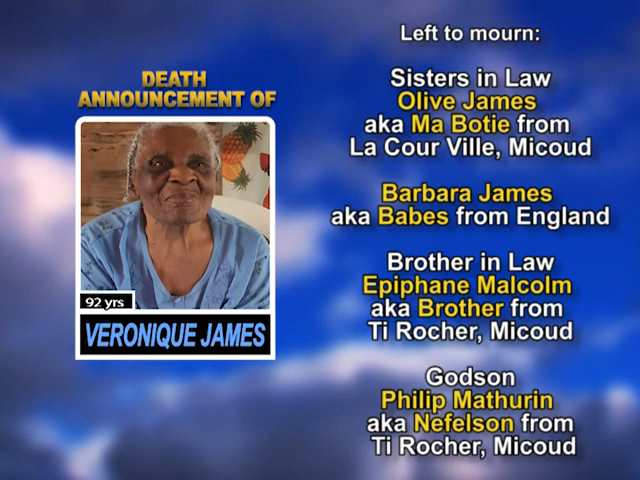 DEATH
ANNOUNCEMENT OF
92 yrs
VERONIQUE JAMES
Left to mourn:
Sisters in Law
Olive James
aka Ma Botie from
La Cour Ville, Micoud
Barbara James
aka Babes from England
Brother in Law
Epiphane Malcolm
aka Brother from
Ti Rocher, Micoud
Godson
Philip Mathurin
aka Nefelson from
Ti Rocher, Micoud